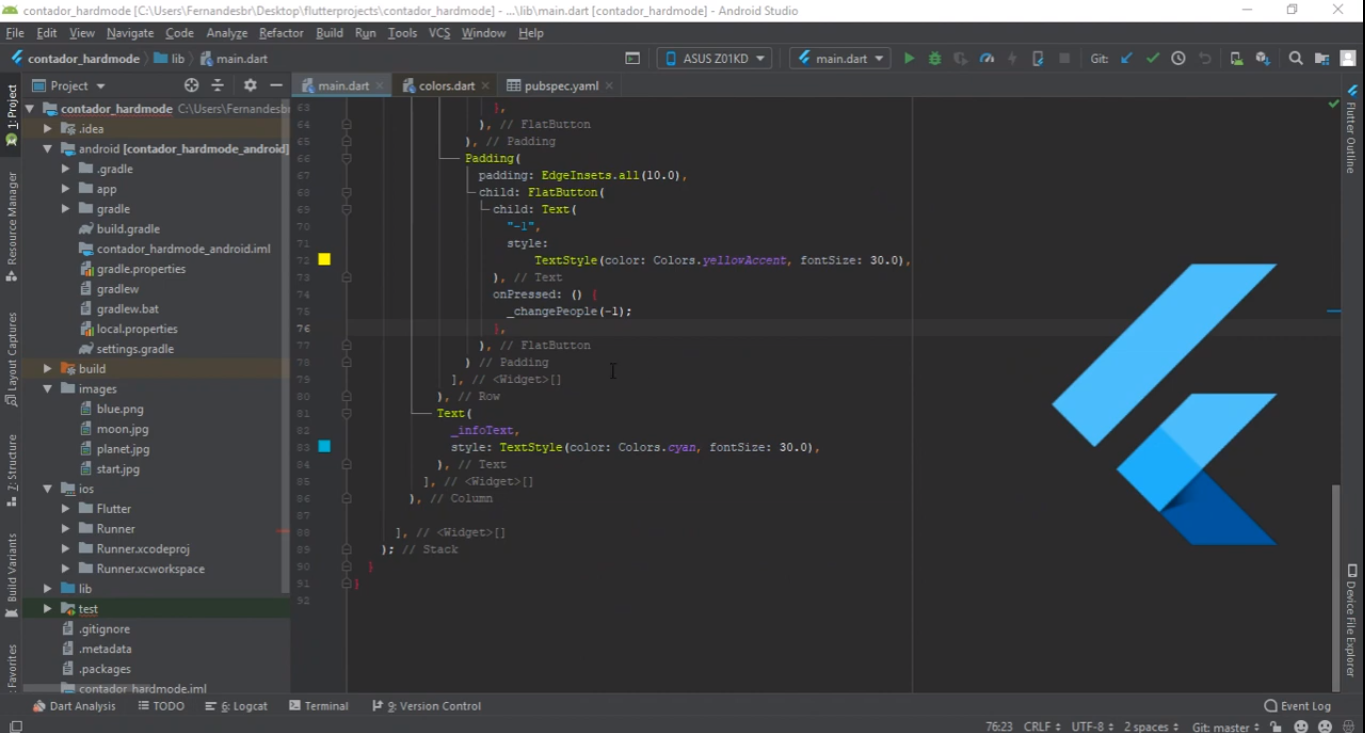 contador_hardmode [C:\Users\Fernandesbr\Desktop\flutterprojects\contador_hardmode] - ...\lib\main.dart [contador_hardmode] - Android Studio
File Edit View Navigate Code Analyze Refactor Build Run Tools VCS Window Help
contador_hardmode lib main.dart ASUS Z01KD main.dart Git:
Project main.dart colors.dart pubspec.yaml
1: Project
Resource Manager
Layout Captures
Z: Structure
Build Variants
Favorites
contador_hardmode C:\Users\Fernandesbr
.idea
android [contador_hardmode_android]
.gradle
app
gradle
build.gradle
contador_hardmode_android.iml
gradle.properties
gradlew
gradlew.bat
local.properties
settings.gradle
build
images
blue.png
moon.jpg
planet.jpg
start.jpg
ios
Flutter
Runner
Runner.xcodeproj
Runner.xcworkspace
lib
test
.gitignore
.metadata
.packages
contador_hardmode.iml
63 },
64 ), // FlatButton
65 ), // Padding
66 Padding(
67 padding: EdgeInsets.all(10.0),
68 child: FlatButton(
69 child: Text(
70 "-1",
71 style:
72 TextStyle(color: Colors.yellowAccent, fontSize: 30.0),
73 ), // Text
74 onPressed: () {
75 _changePeople(-1);
76 },
77 ), // FlatButton
78 ) // Padding
79 ], // <Widget>[]
80 ), // Row
81 Text(
82 _infoText,
83 style: TextStyle(color: Colors.cyan, fontSize: 30.0),
84 ), // Text
85 ], // <Widget>[]
86 ), // Column
87
88 ], // <Widget>[]
89 ); // Stack
90 }
91 }
92
Flutter Outline
Device File Explorer
Dart Analysis TODO 6: Logcat Terminal 9: Version Control Event Log
76:23 CRLF UTF-8 2 spaces Git: master